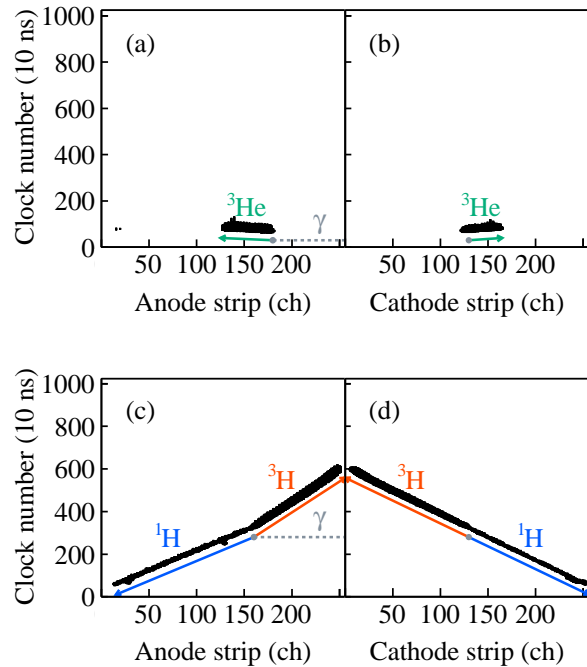 (a)
(b)
Clock number (10 ns)
1000
800
600
400
200
0
³He
γ
³He
50 100 150 200
50 100 150 200
Anode strip (ch)
Cathode strip (ch)
(c)
(d)
Clock number (10 ns)
1000
800
600
400
200
0
³H
³H
¹H
γ
¹H
50 100 150 200
50 100 150 200
Anode strip (ch)
Cathode strip (ch)